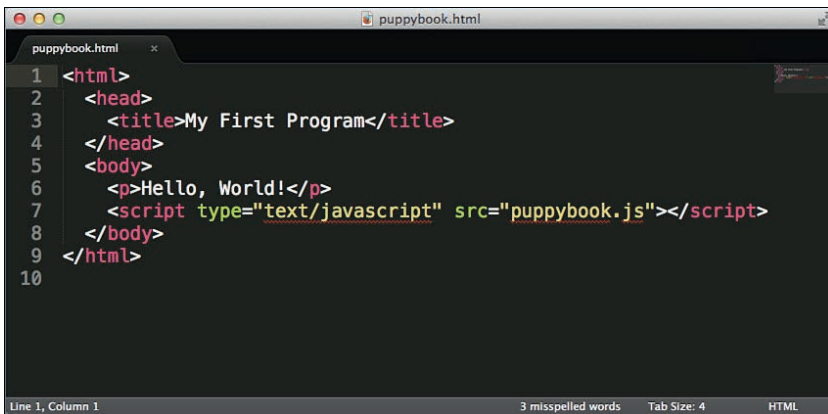 puppybook.html
puppybook.html ×
1 <html>
2 <head>
3 <title>My First Program</title>
4 </head>
5 <body>
6 <p>Hello, World!</p>
7 <script type="text/javascript" src="puppybook.js"></script>
8 </body>
9 </html>
10
Line 1, Column 1 3 misspelled words Tab Size: 4 HTML